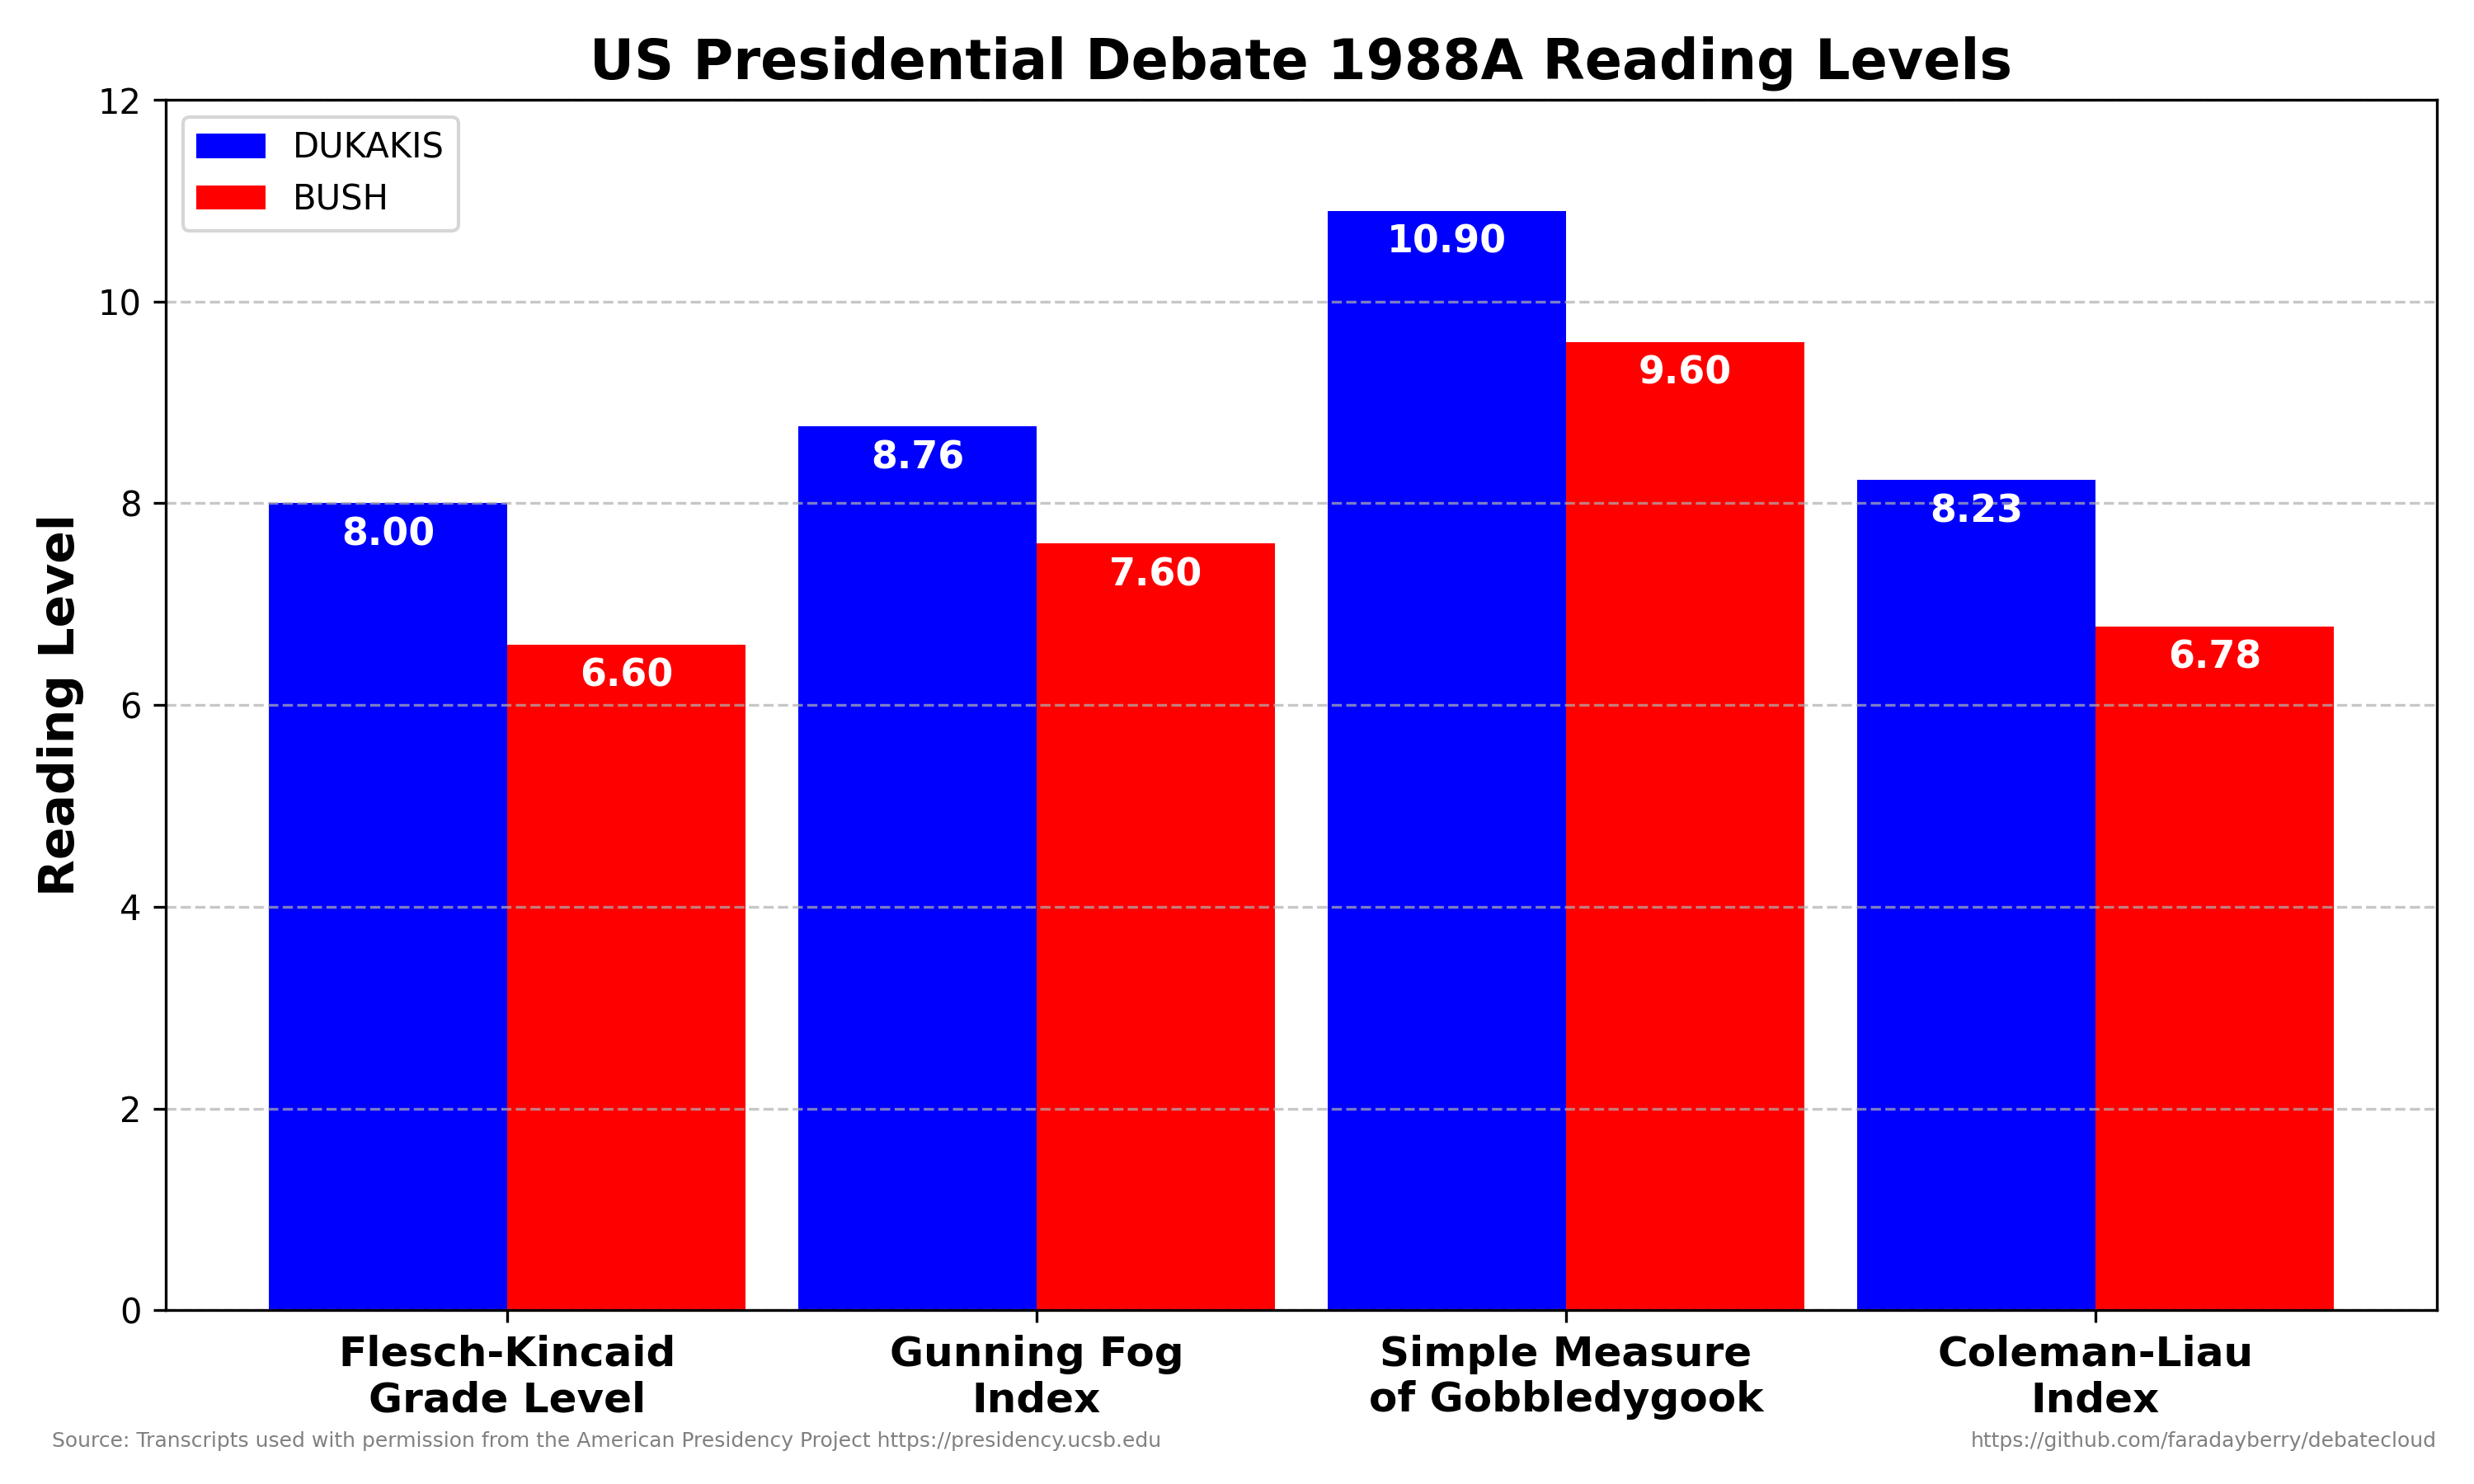 US Presidential Debate 1988A Reading Levels
DUKAKIS
BUSH
Reading Level
12
10
8
6
4
2
0
8.00
6.60
8.76
7.60
10.90
9.60
8.23
6.78
Flesch-Kincaid
Grade Level
Gunning Fog
Index
Simple Measure
of Gobbledygook
Coleman-Liau
Index
Source: Transcripts used with permission from the American Presidency Project https://presidency.ucsb.edu
https://github.com/faradayberry/debatecloud